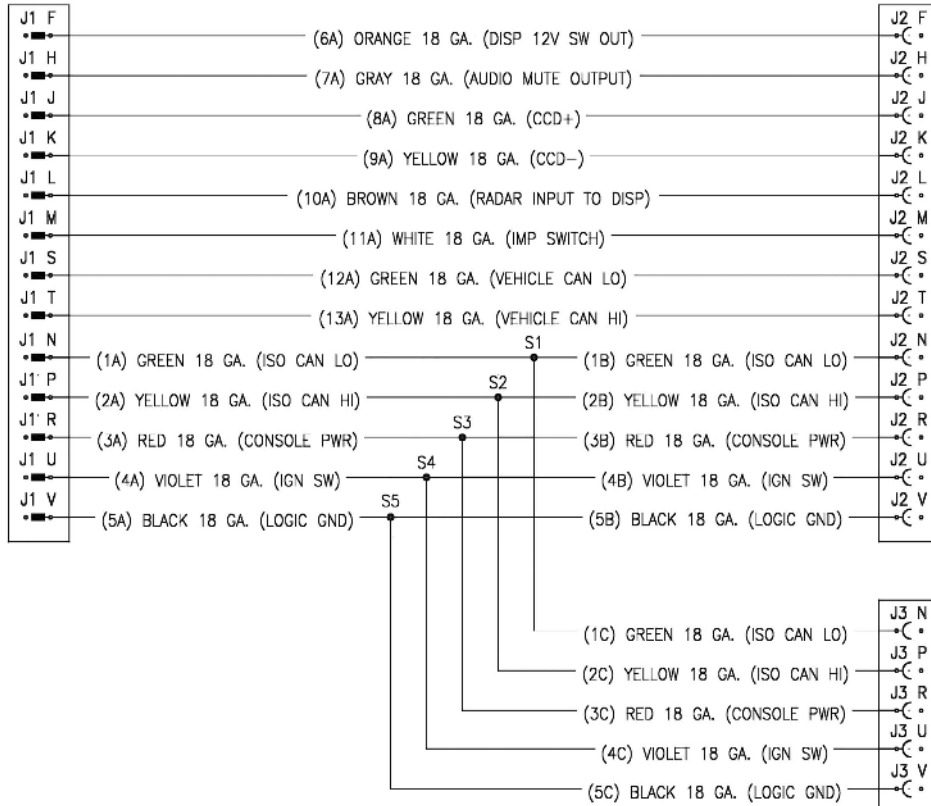 J1 F J2 F
(6A) ORANGE 18 GA. (DISP 12V SW OUT)
J1 H J2 H
(7A) GRAY 18 GA. (AUDIO MUTE OUTPUT)
J1 J J2 J
(8A) GREEN 18 GA. (CCD+)
J1 K J2 K
(9A) YELLOW 18 GA. (CCD-)
J1 L J2 L
(10A) BROWN 18 GA. (RADAR INPUT TO DISP)
J1 M J2 M
(11A) WHITE 18 GA. (IMP SWITCH)
J1 S J2 S
(12A) GREEN 18 GA. (VEHICLE CAN LO)
J1 T J2 T
(13A) YELLOW 18 GA. (VEHICLE CAN HI)
J1 N S1 J2 N
(1A) GREEN 18 GA. (ISO CAN LO) (1B) GREEN 18 GA. (ISO CAN LO)
J1 P S2 J2 P
(2A) YELLOW 18 GA. (ISO CAN HI) (2B) YELLOW 18 GA. (ISO CAN HI)
J1 R S3 J2 R
(3A) RED 18 GA. (CONSOLE PWR) (3B) RED 18 GA. (CONSOLE PWR)
J1 U S4 J2 U
(4A) VIOLET 18 GA. (IGN SW) (4B) VIOLET 18 GA. (IGN SW)
J1 V S5 J2 V
(5A) BLACK 18 GA. (LOGIC GND) (5B) BLACK 18 GA. (LOGIC GND)
J3 N
(1C) GREEN 18 GA. (ISO CAN LO)
J3 P
(2C) YELLOW 18 GA. (ISO CAN HI)
J3 R
(3C) RED 18 GA. (CONSOLE PWR)
J3 U
(4C) VIOLET 18 GA. (IGN SW)
J3 V
(5C) BLACK 18 GA. (LOGIC GND)